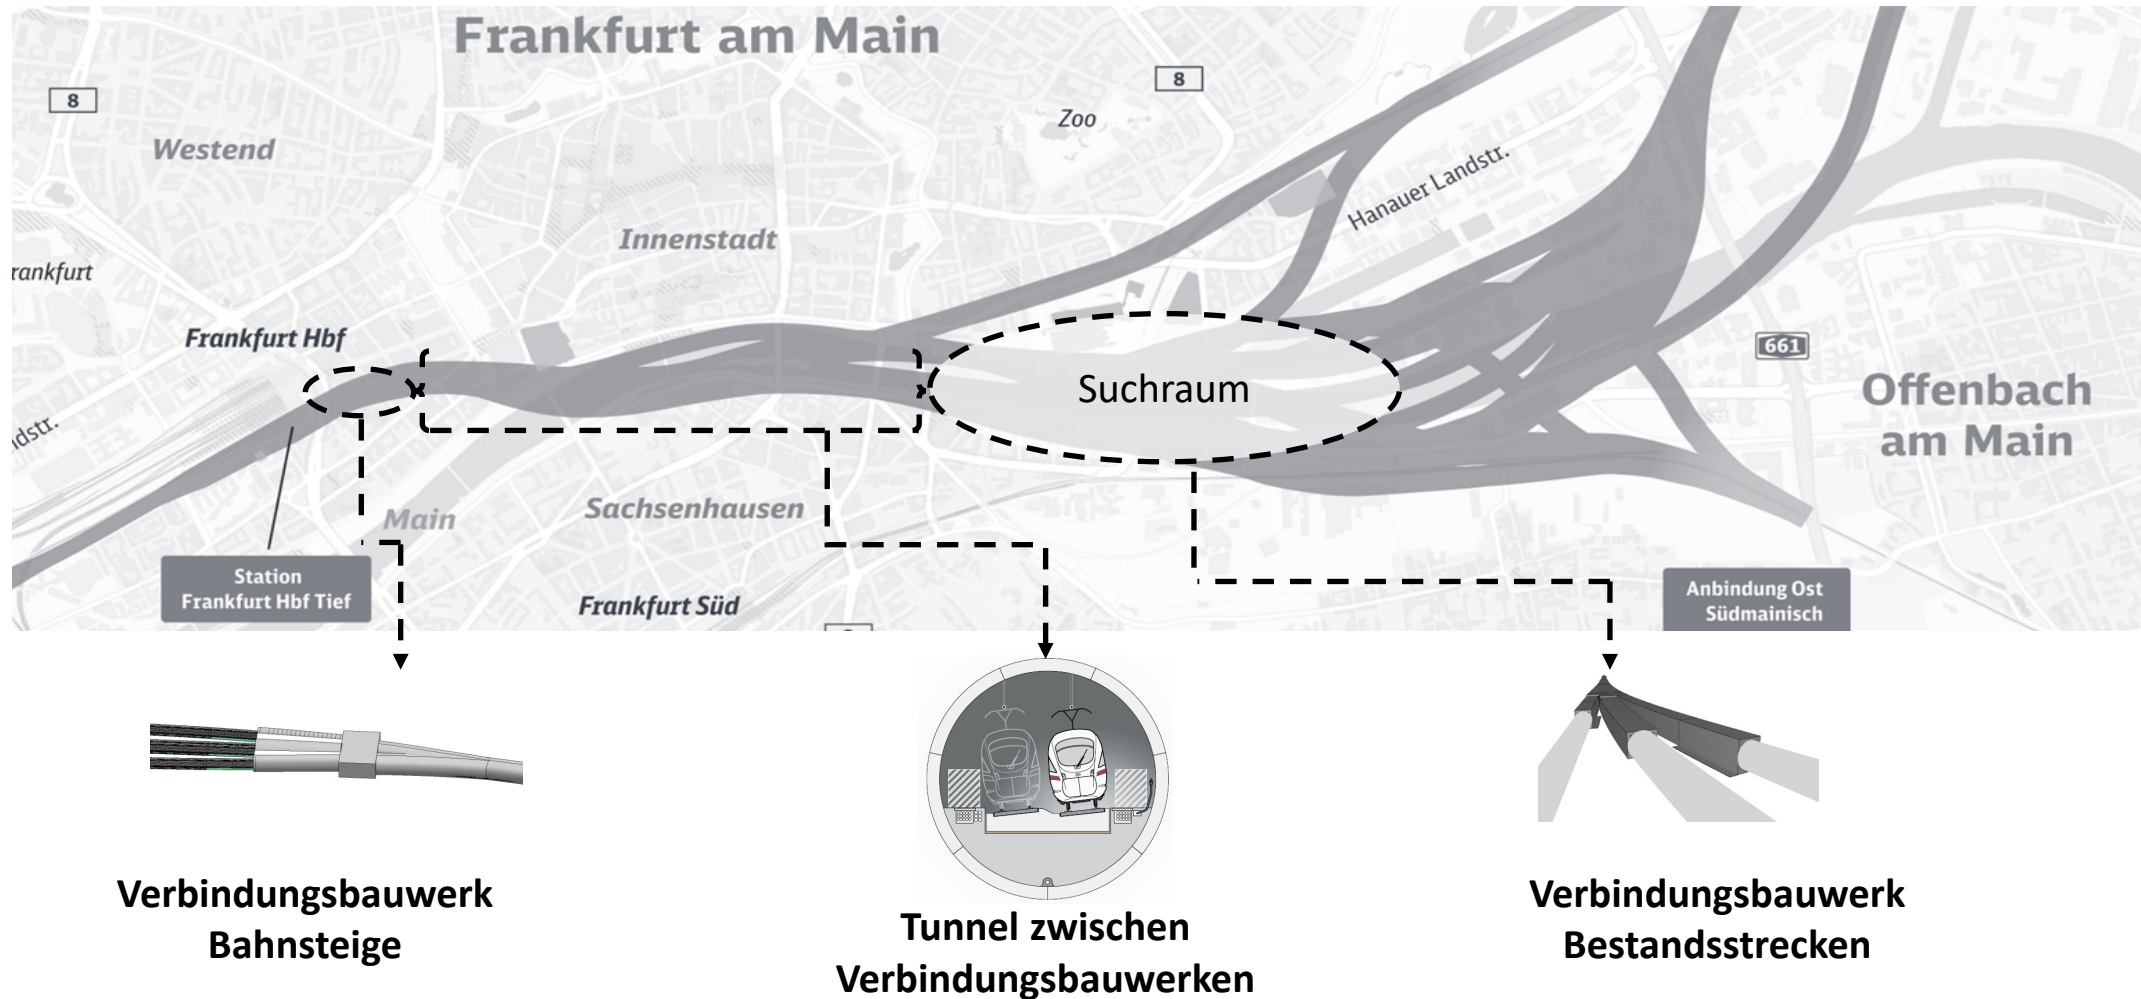 Frankfurt am Main
8
8
Zoo
Westend
Hanauer Landstr.
Innenstadt
rankfurt
Frankfurt Hbf
661
Suchraum
Offenbach
am Main
dstr.
Sachsenhausen
Main
Station
Frankfurt Hbf Tief
Frankfurt Süd
Anbindung Ost
Südmainisch
Verbindungsbauwerk
Bahnsteige
Tunnel zwischen
Verbindungsbauwerken
Verbindungsbauwerk
Bestandsstrecken